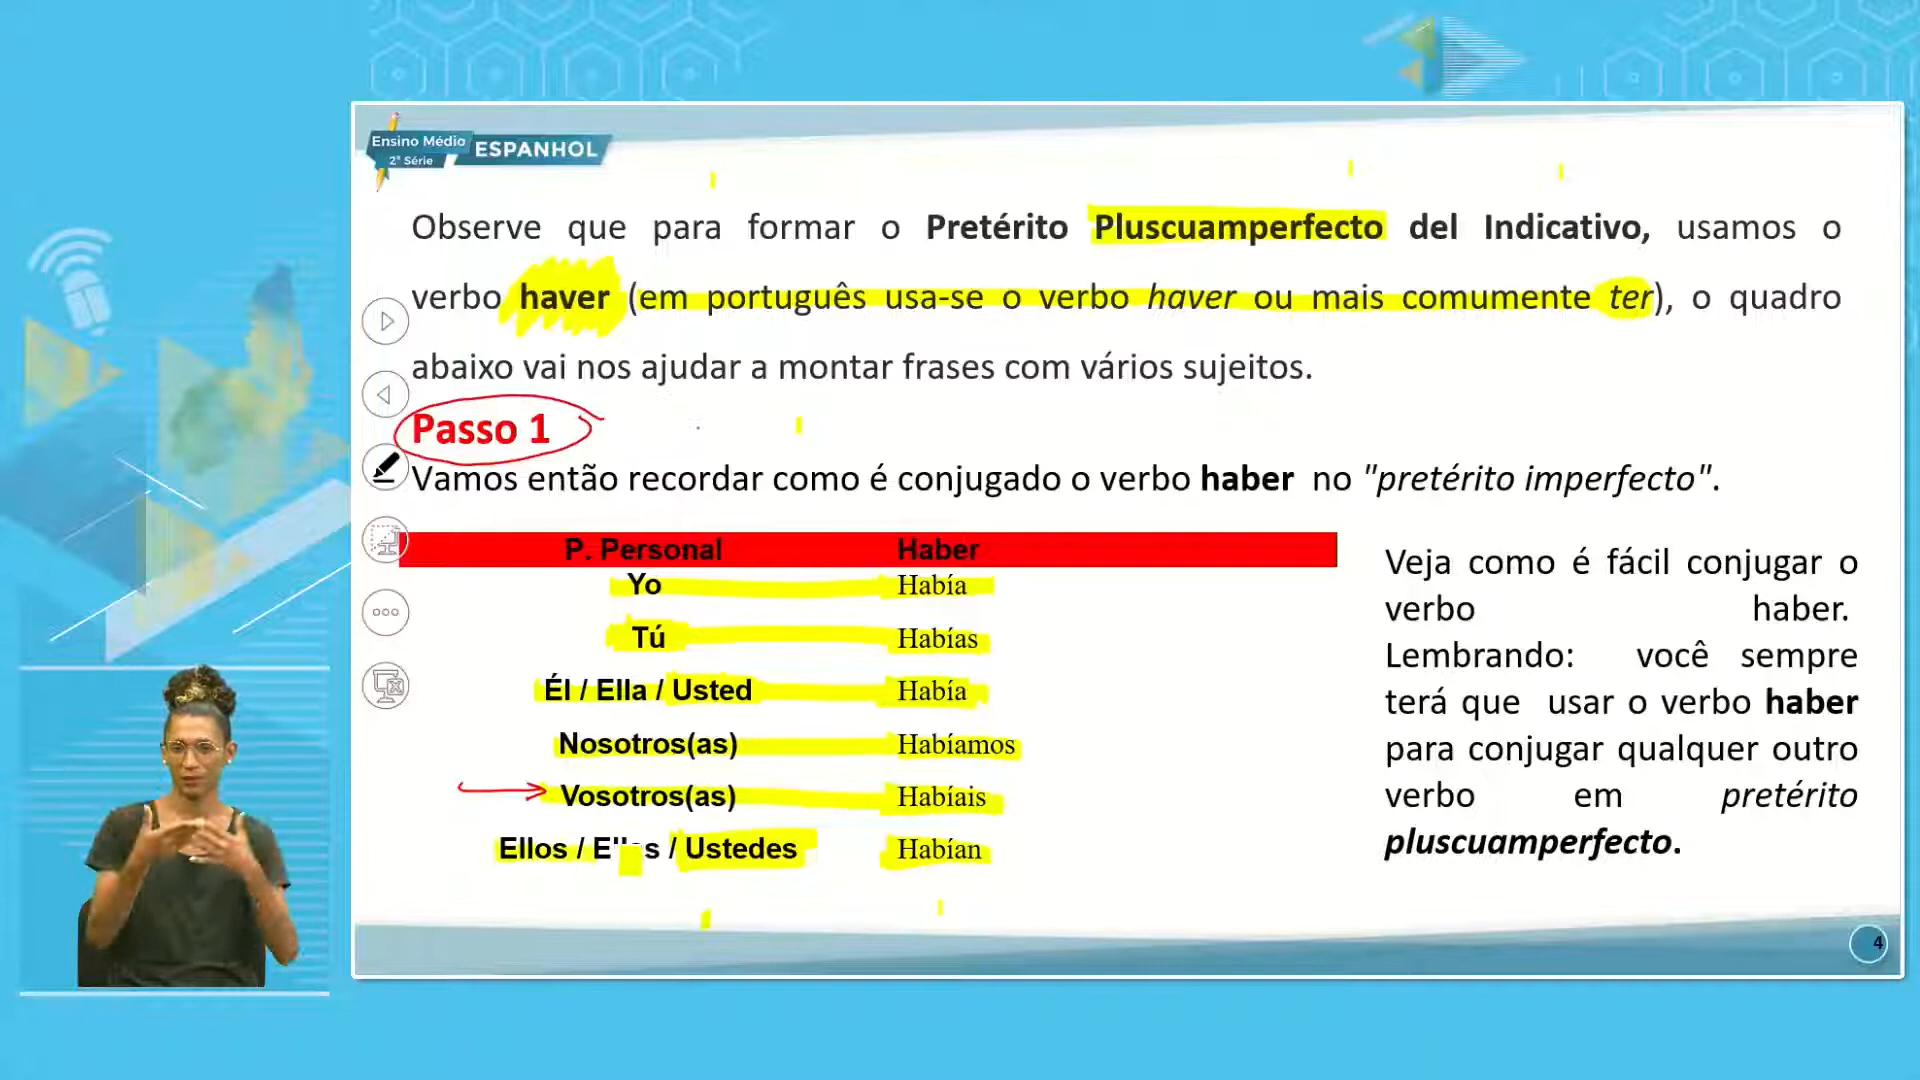 Ensino Médio
2ª Série
ESPANHOL
Observe que para formar o Pretérito Pluscuamperfecto del Indicativo, usamos o
verbo haver (em português usa-se o verbo haver ou mais comumente ter), o quadro
abaixo vai nos ajudar a montar frases com vários sujeitos.
Passo 1
Vamos então recordar como é conjugado o verbo haber no "pretérito imperfecto".
P. Personal Haber
Yo Había
Tú Habías
Él / Ella / Usted Había
Nosotros(as) Habíamos
Vosotros(as) Habíais
Ellos / / Ustedes Habían
Veja como é fácil conjugar o
verbo haber.
Lembrando: você sempre
terá que usar o verbo haber
para conjugar qualquer outro
verbo em pretérito
pluscuamperfecto.
4